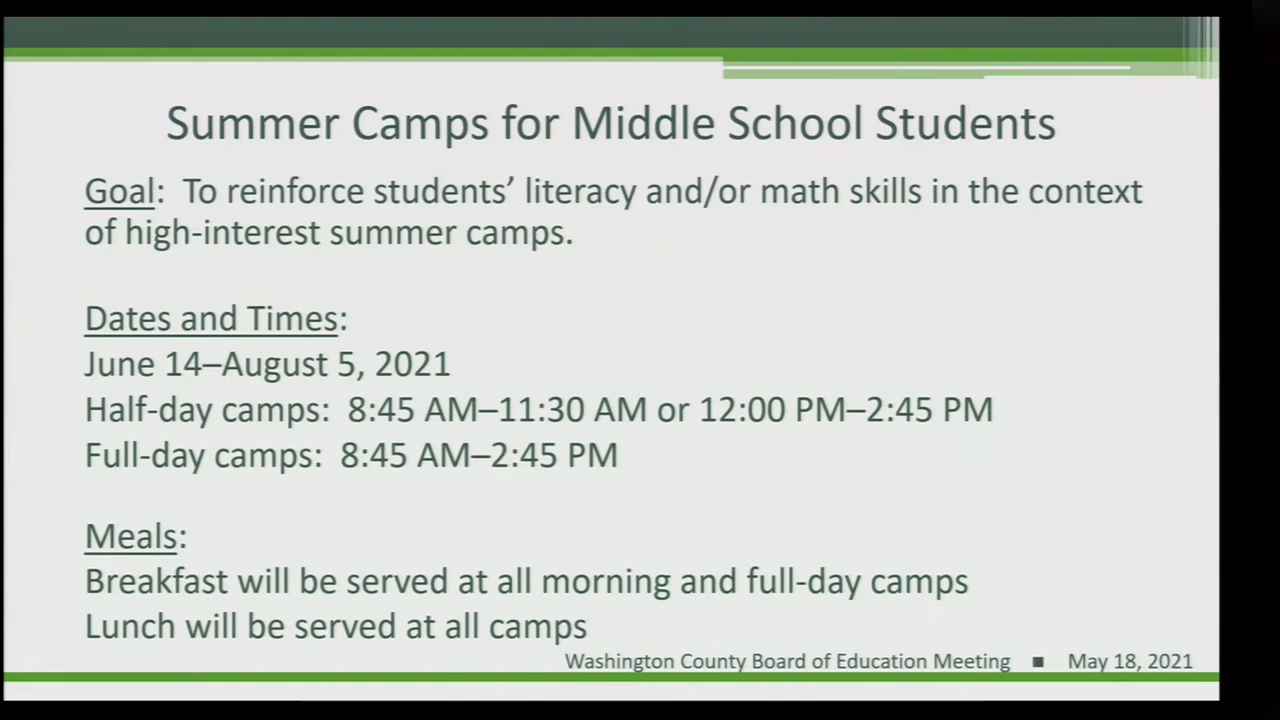 Summer Camps for Middle School Students
Goal:  To reinforce students’ literacy and/or math skills in the context
of high-interest summer camps.
Dates and Times:
June 14–August 5, 2021
Half-day camps:  8:45 AM–11:30 AM or 12:00 PM–2:45 PM
Full-day camps:  8:45 AM–2:45 PM
Meals:
Breakfast will be served at all morning and full-day camps
Lunch will be served at all camps
Washington County Board of Education Meeting ■ May 18, 2021